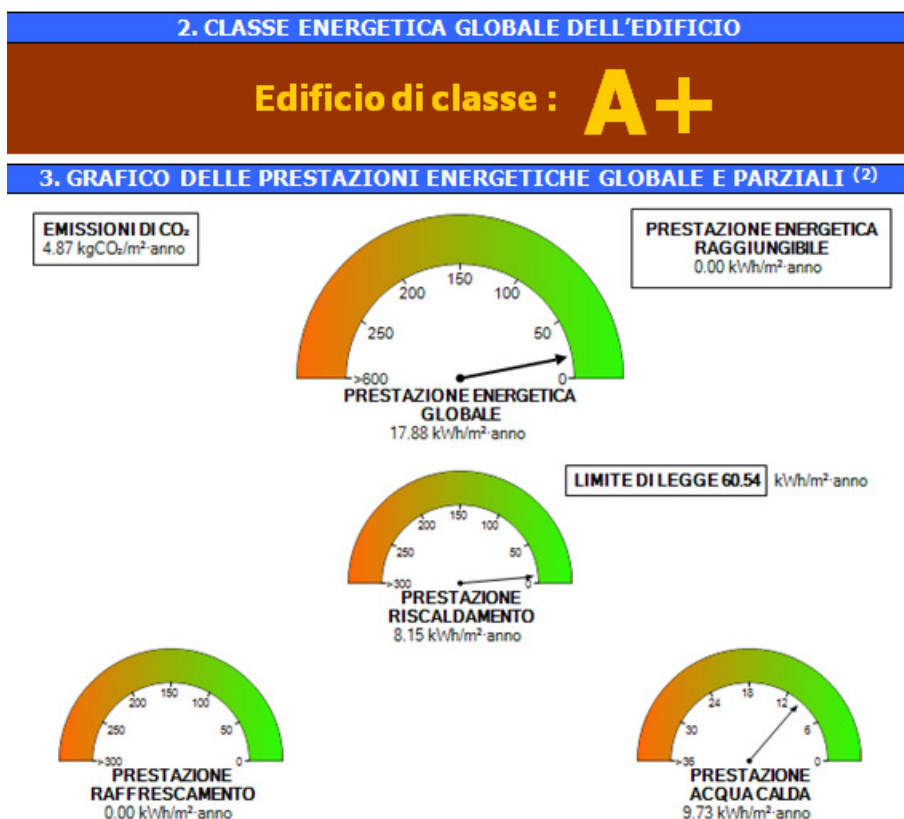 2. CLASSE ENERGETICA GLOBALE DELL'EDIFICIO
Edificio di classe : A+
3. GRAFICO DELLE PRESTAZIONI ENERGETICHE GLOBALE E PARZIALI (2)
EMISSIONI DI CO₂
4.87 kgCO₂/m²·anno
PRESTAZIONE ENERGETICA
RAGGIUNGIBILE
0.00 kWh/m²·anno
150
200 100
250 50
>600 0
PRESTAZIONE ENERGETICA
GLOBALE
17.88 kWh/m²·anno
LIMITE DI LEGGE 60.54 kWh/m²·anno
150
200 100
250 50
>300 0
PRESTAZIONE
RISCALDAMENTO
8.15 kWh/m²·anno
150
200 100
250 50
>300 0
PRESTAZIONE
RAFFRESCAMENTO
0.00 kWh/m²·anno
18
24 12
30 6
>35 0
PRESTAZIONE
ACQUA CALDA
9.73 kWh/m²·anno